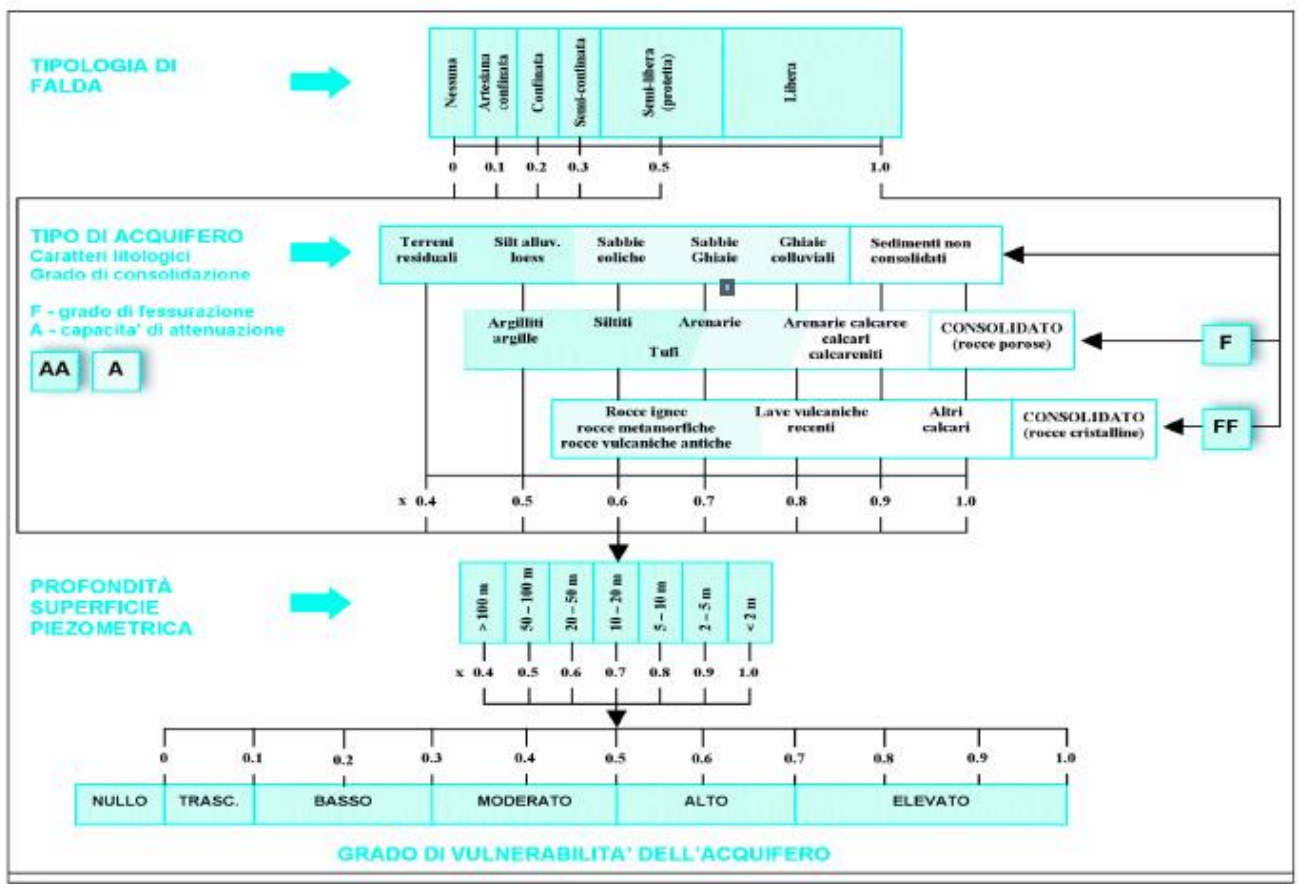 TIPOLOGIA DI
FALDA
Nessuna
Artesiana
confinata
Confinata
Semi-confinata
Semi-libera
(protetta)
Libera
0 0.1 0.2 0.3 0.5 1.0
TIPO DI ACQUIFERO
Caratteri litologici
Grado di consolidazione
F - grado di fessurazione
A - capacita' di attenuazione
AA A
Terreni
residuali
Silt alluv.
loess
Sabbie
eoliche
Sabbie
Ghiaie
Ghiaie
colluviali
Sedimenti non
consolidati
Argilliti
argille
Siltiti
Tufi
Arenarie
Arenarie calcaree
calcari
calcareniti
CONSOLIDATO
(rocce porose)
F
Rocce ignee
rocce metamorfiche
rocce vulcaniche antiche
Lave vulcaniche
recenti
Altri
calcari
CONSOLIDATO
(rocce cristalline)
FF
x 0.4 0.5 0.6 0.7 0.8 0.9 1.0
PROFONDITÀ
SUPERFICIE
PIEZOMETRICA
> 100 m
50 – 100 m
20 – 50 m
10 – 20 m
5 – 10 m
2 – 5 m
< 2 m
x 0.4 0.5 0.6 0.7 0.8 0.9 1.0
0 0.1 0.2 0.3 0.4 0.5 0.6 0.7 0.8 0.9 1.0
NULLO TRASC. BASSO MODERATO ALTO ELEVATO
GRADO DI VULNERABILITA' DELL'ACQUIFERO